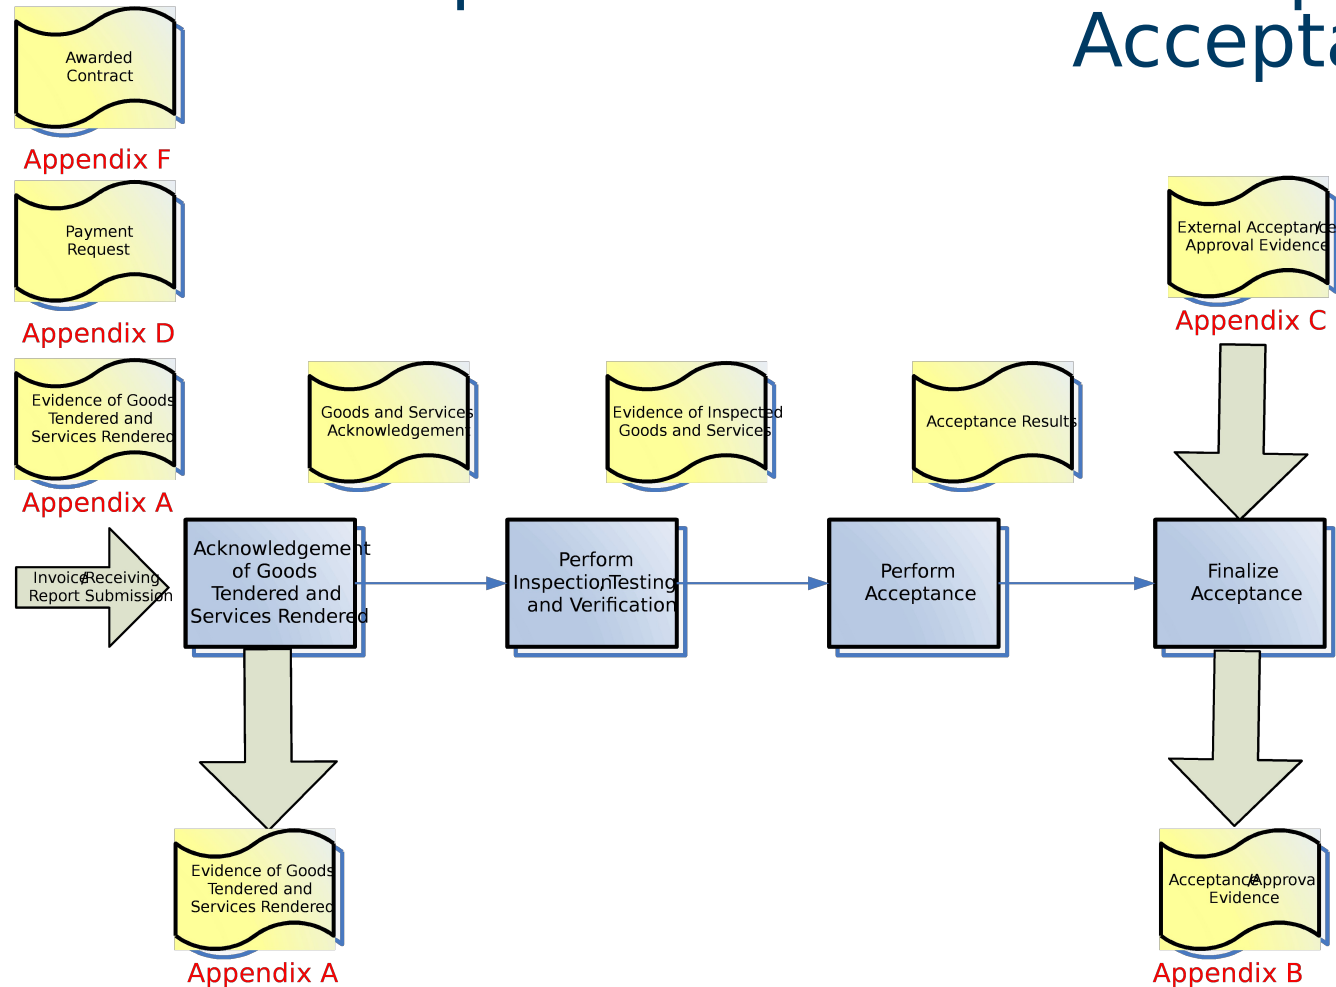 Awarded
Contract
Appendix F
Payment
Request
Appendix D
External Acceptance/
Approval Evidence
Appendix C
Evidence of Goods
Tendered and
Services Rendered
Appendix A
Goods and Services
Acknowledgement
Evidence of Inspected
Goods and Services
Acceptance Results
Invoice/Receiving
Report Submission
Acknowledgement
of Goods
Tendered and
Services Rendered
Perform
Inspection,Testing
and Verification
Perform
Acceptance
Finalize
Acceptance
Evidence of Goods
Tendered and
Services Rendered
Appendix A
Acceptance/Approval
Evidence
Appendix B